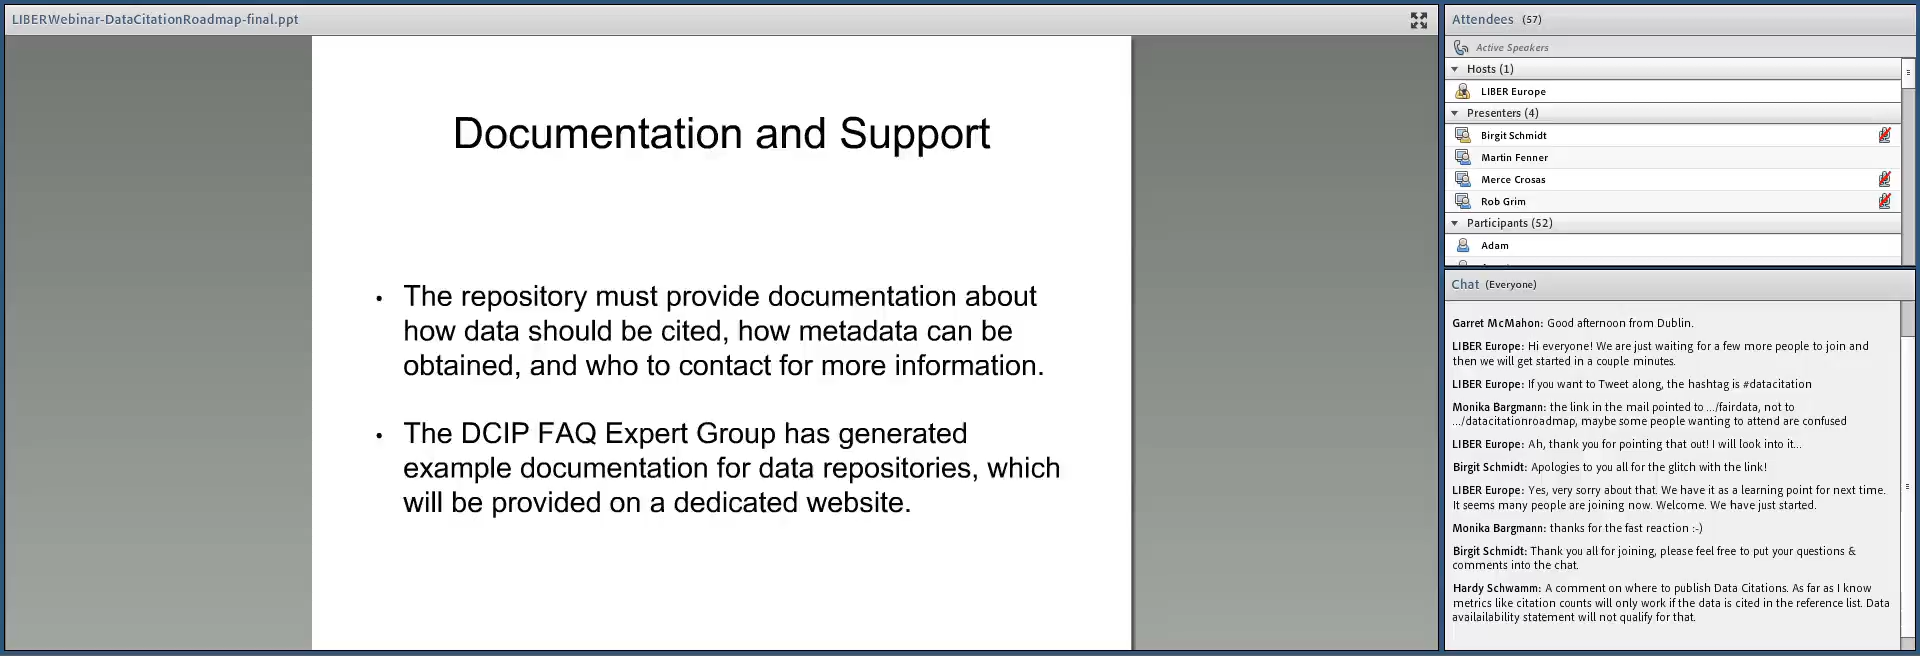 LIBERWebinar-DataCitationRoadmap-final.ppt
Documentation and Support
• The repository must provide documentation about
how data should be cited, how metadata can be
obtained, and who to contact for more information.
• The DCIP FAQ Expert Group has generated
example documentation for data repositories, which
will be provided on a dedicated website.
Attendees (57)
Active Speakers
Hosts (1)
LIBER Europe
Presenters (4)
Birgit Schmidt
Martin Fenner
Merce Crosas
Rob Grim
Participants (52)
Adam
Chat (Everyone)
Garret McMahon: Good afternoon from Dublin.
LIBER Europe: Hi everyone! We are just waiting for a few more people to join and
then we will get started in a couple minutes.
LIBER Europe: If you want to Tweet along, the hashtag is #datacitation
Monika Bargmann: the link in the mail pointed to .../fairdata, not to
.../datacitationroadmap, maybe some people wanting to attend are confused
LIBER Europe: Ah, thank you for pointing that out! I will look into it...
Birgit Schmidt: Apologies to you all for the glitch with the link!
LIBER Europe: Yes, very sorry about that. We have it as a learning point for next time.
It seems many people are joining now. Welcome. We have just started.
Monika Bargmann: thanks for the fast reaction :-)
Birgit Schmidt: Thank you all for joining, please feel free to put your questions &
comments into the chat.
Hardy Schwamm: A comment on where to publish Data Citations. As far as I know
metrics like citation counts will only work if the data is cited in the reference list. Data
availailability statement will not qualify for that.